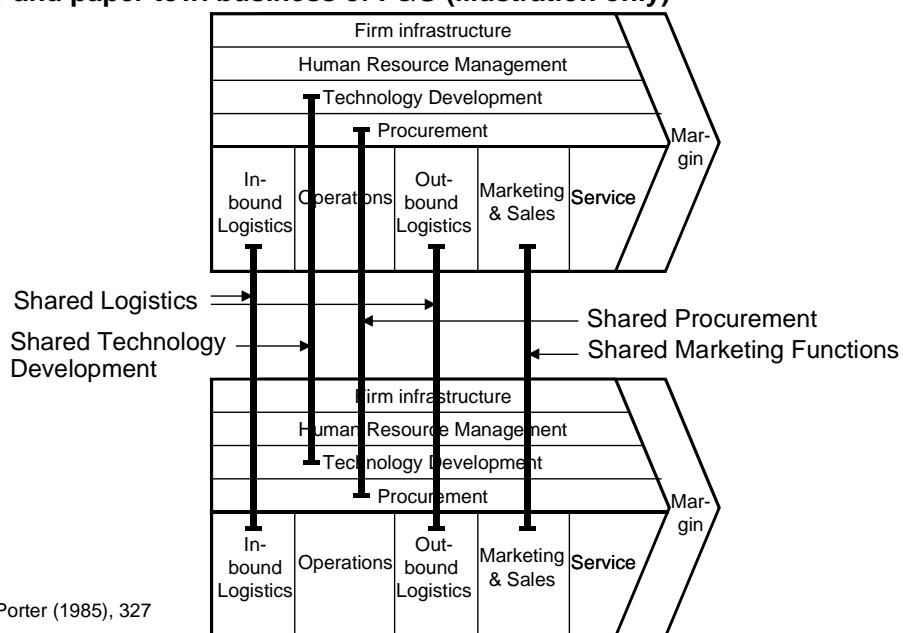 and paper towl business of P&G (illustration only)
Firm infrastructure
Human Resource Management
Technology Development
Procurement
Mar-
gin
In-
bound
Logistics
Operations
Out-
bound
Logistics
Marketing
& Sales
Service
Shared Logistics
Shared Technology
Development
Shared Procurement
Shared Marketing Functions
Firm infrastructure
Human Resource Management
Technology Development
Procurement
Mar-
gin
In-
bound
Logistics
Operations
Out-
bound
Logistics
Marketing
& Sales
Service
Porter (1985), 327